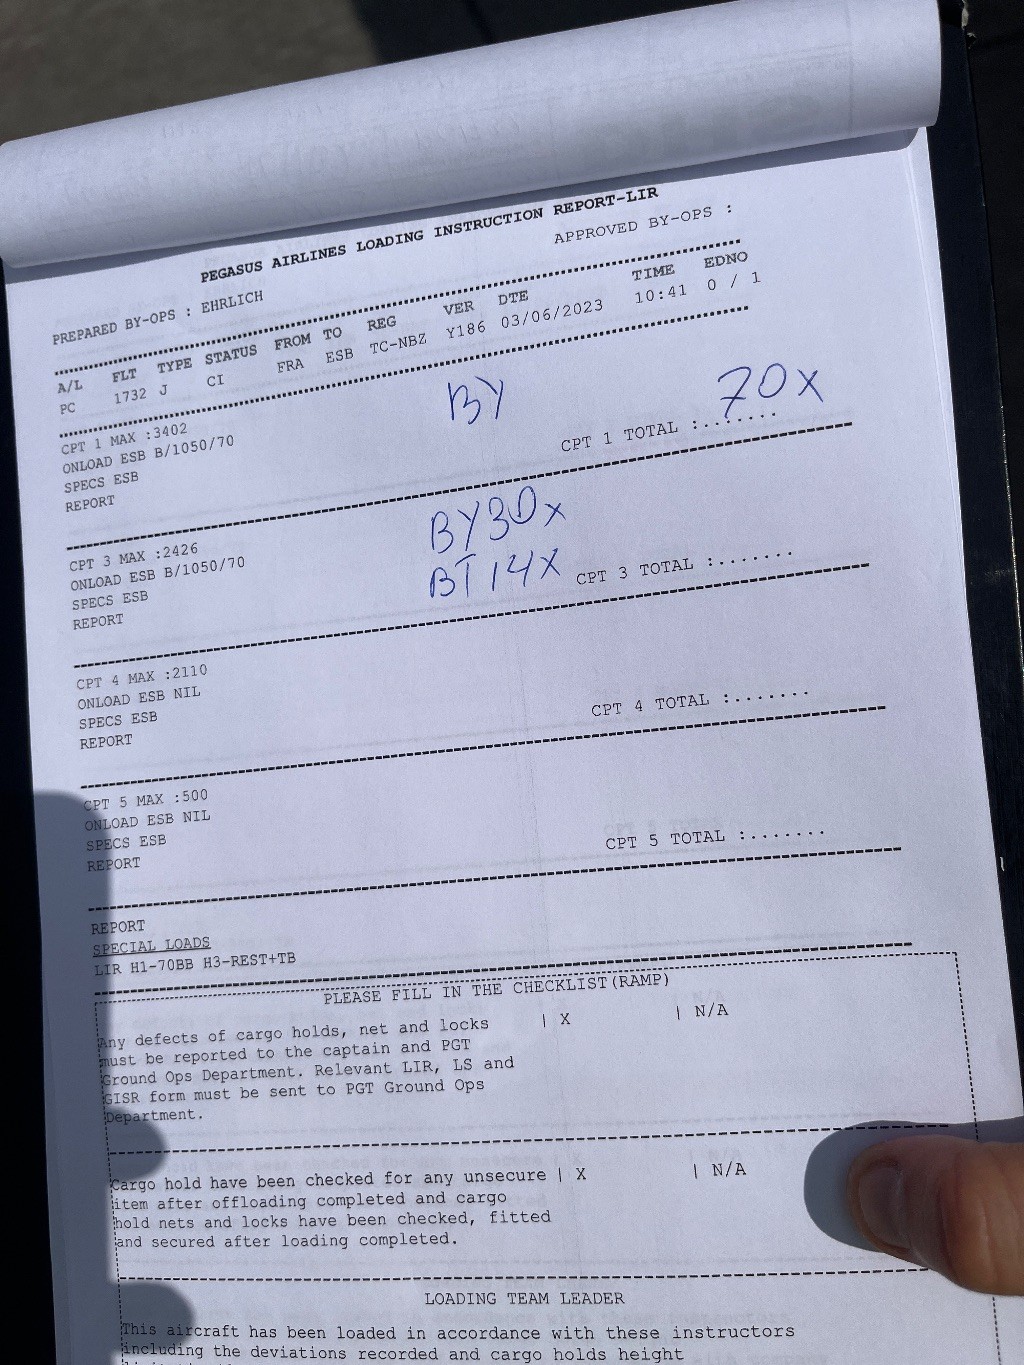 PEGASUS AIRLINES LOADING INSTRUCTION REPORT-LIR
PREPARED BY-OPS : EHRLICH APPROVED BY-OPS :
A/L FLT TYPE STATUS FROM TO REG VER DTE TIME EDNO
PC 1732 J CI FRA ESB TC-NBZ Y186 03/06/2023 10:41 0 / 1
CPT 1 MAX :3402 BY 70x
ONLOAD ESB B/1050/70 CPT 1 TOTAL :.......
SPECS ESB
REPORT
CPT 3 MAX :2426 BY30x
ONLOAD ESB B/1050/70 BT14X
SPECS ESB CPT 3 TOTAL :.......
REPORT
CPT 4 MAX :2110
ONLOAD ESB NIL
SPECS ESB CPT 4 TOTAL :.......
REPORT
CPT 5 MAX :500
ONLOAD ESB NIL
SPECS ESB CPT 5 TOTAL :.......
REPORT
REPORT
SPECIAL LOADS
LIR H1-70BB H3-REST+TB
PLEASE FILL IN THE CHECKLIST(RAMP)
Any defects of cargo holds, net and locks | X | N/A
must be reported to the captain and PGT
Ground Ops Department. Relevant LIR, LS and
GISR form must be sent to PGT Ground Ops
Department.
Cargo hold have been checked for any unsecure | X | N/A
item after offloading completed and cargo
hold nets and locks have been checked, fitted
and secured after loading completed.
LOADING TEAM LEADER
This aircraft has been loaded in accordance with these instructors
including the deviations recorded and cargo holds height